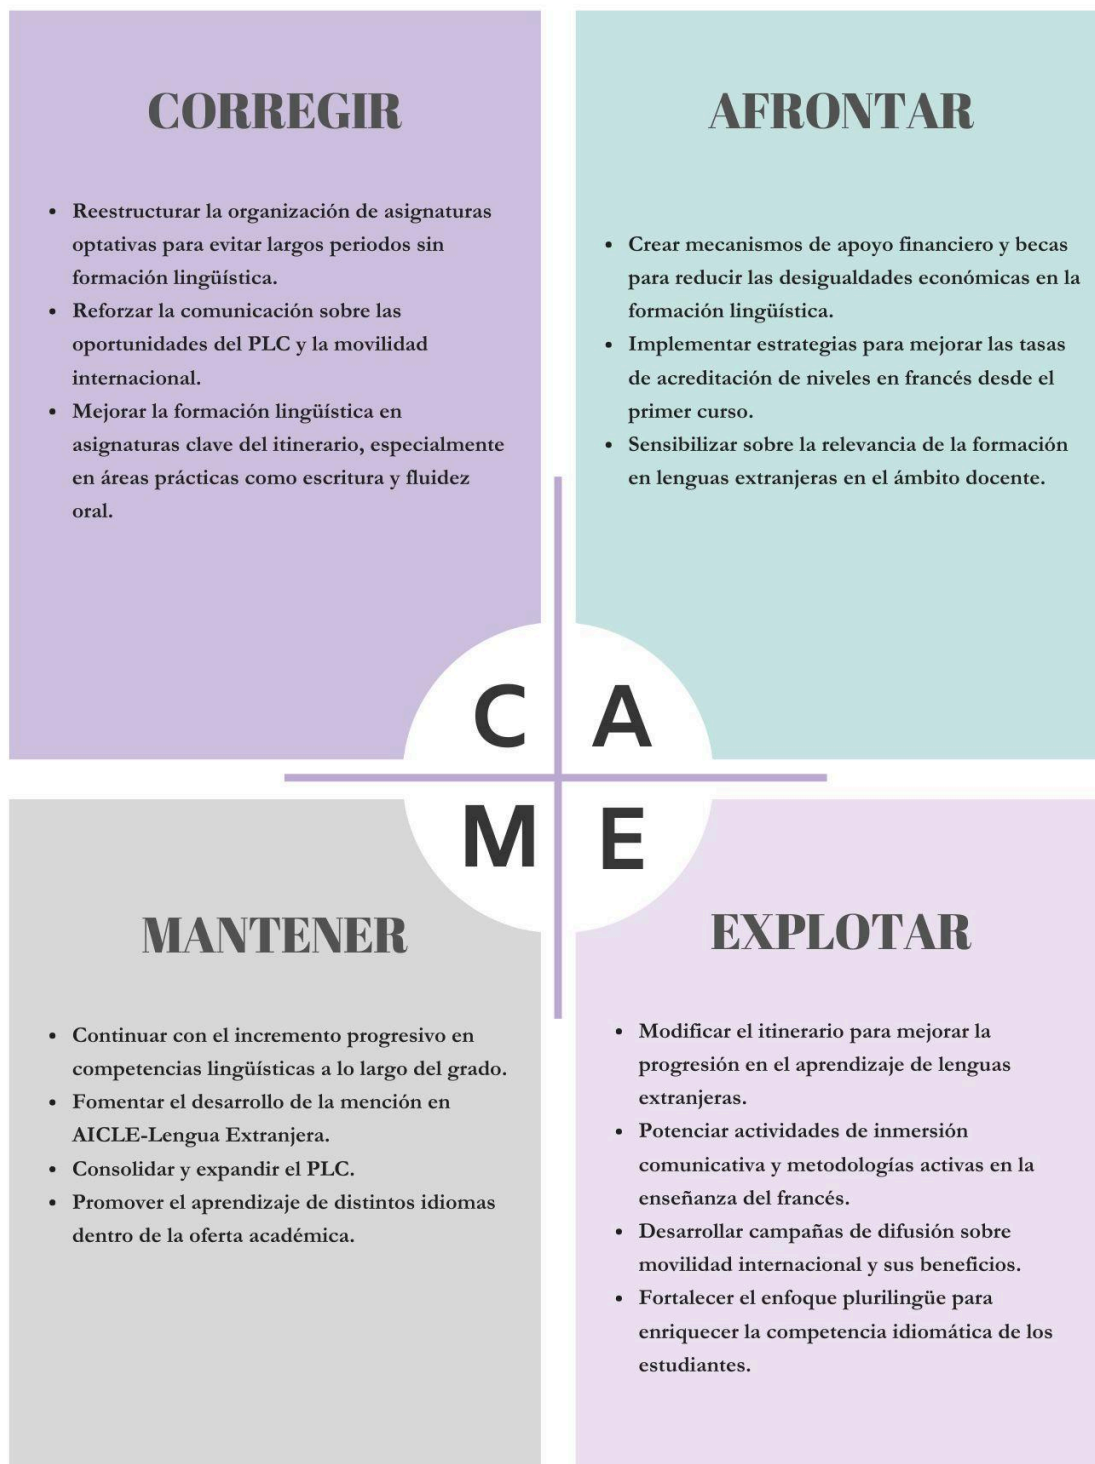 CORREGIR
• Reestructurar la organización de asignaturas
optativas para evitar largos periodos sin
formación lingüística.
• Reforzar la comunicación sobre las
oportunidades del PLC y la movilidad
internacional.
• Mejorar la formación lingüística en
asignaturas clave del itinerario, especialmente
en áreas prácticas como escritura y fluidez
oral.
AFRONTAR
• Crear mecanismos de apoyo financiero y becas
para reducir las desigualdades económicas en la
formación lingüística.
• Implementar estrategias para mejorar las tasas
de acreditación de niveles en francés desde el
primer curso.
• Sensibilizar sobre la relevancia de la formación
en lenguas extranjeras en el ámbito docente.
C A
M E
MANTENER
• Continuar con el incremento progresivo en
competencias lingüísticas a lo largo del grado.
• Fomentar el desarrollo de la mención en
AICLE-Lengua Extranjera.
• Consolidar y expandir el PLC.
• Promover el aprendizaje de distintos idiomas
dentro de la oferta académica.
EXPLOTAR
• Modificar el itinerario para mejorar la
progresión en el aprendizaje de lenguas
extranjeras.
• Potenciar actividades de inmersión
comunicativa y metodologías activas en la
enseñanza del francés.
• Desarrollar campañas de difusión sobre
movilidad internacional y sus beneficios.
• Fortalecer el enfoque plurilingüe para
enriquecer la competencia idiomática de los
estudiantes.